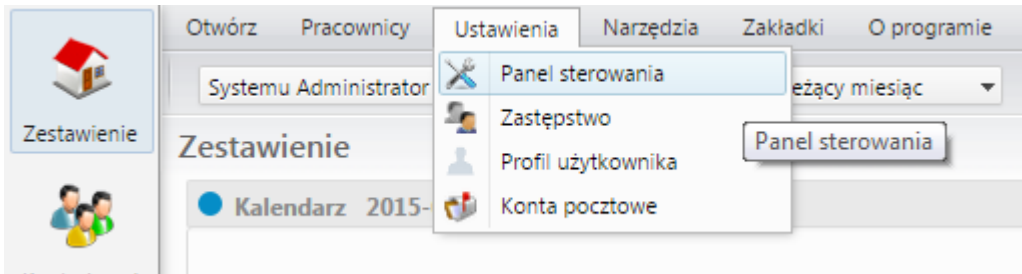 Otwórz Pracownicy Ustawienia Narzędzia Zakładki O programie
Systemu Administrator
eżący miesiąc
Panel sterowania
Zastępstwo
Profil użytkownika
Konta pocztowe
Panel sterowania
Zestawienie
Zestawienie
Kalendarz 2015-